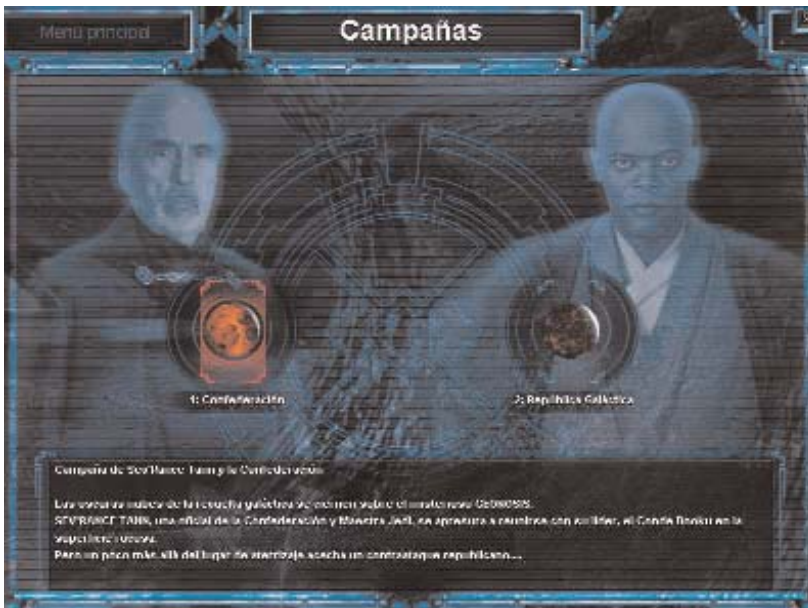 Menú principal
Campañas
1: Confederación
2: República Galáctica
Campaña de Sev'Rance Tann y la Confederación
Las oscuras nubes de la revuelta galáctica se ciernen sobre el misterioso GEONOSIS.
SEV'RANCE TANN, una oficial de la Confederación y Maestra Jedi, se apresura a reunirse con su líder, el Conde Dooku en la
superficie rocosa.
Pero un poco más allá del lugar de aterrizaje acecha un contraataque republicano....